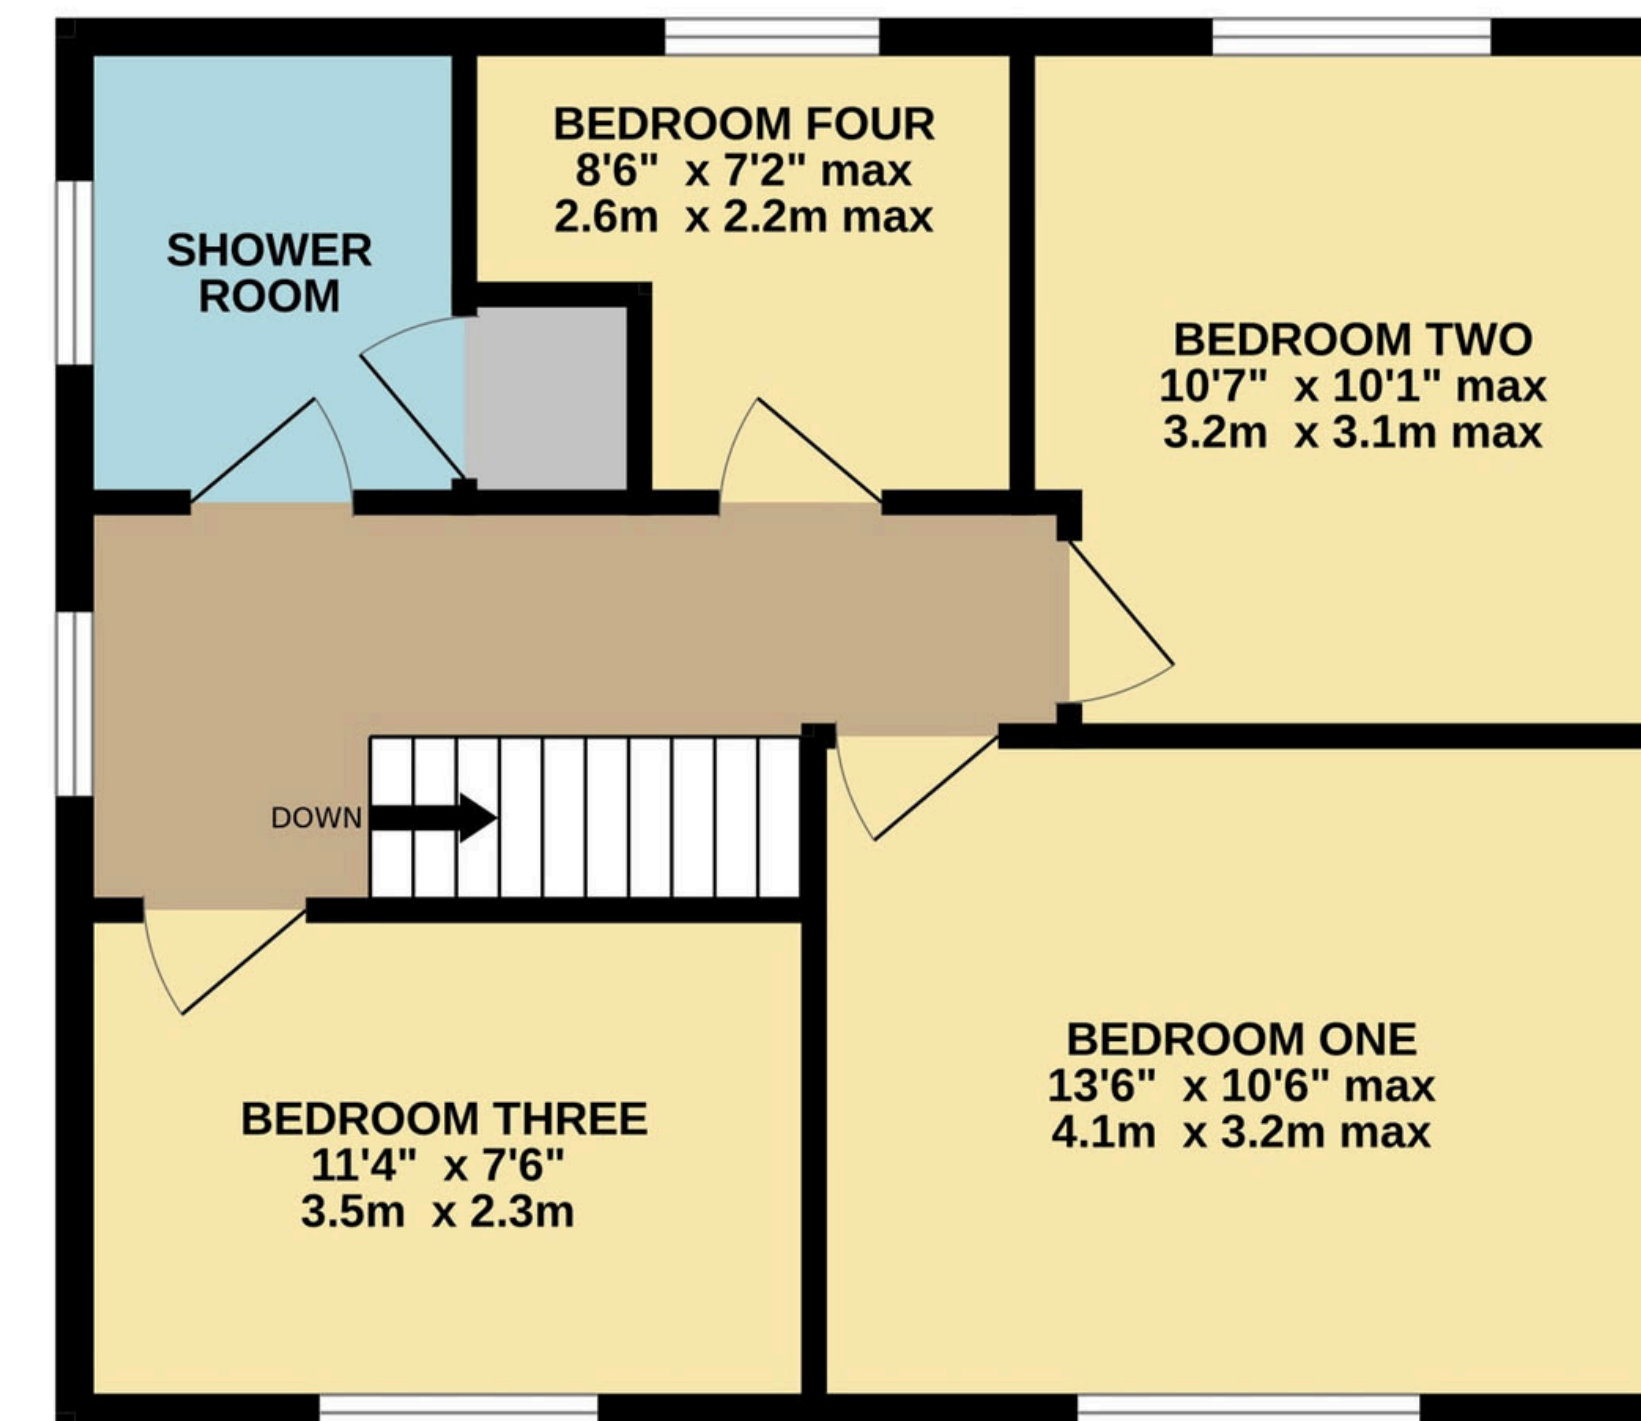 BEDROOM FOUR
8'6" x 7'2" max
2.6m x 2.2m max
SHOWER
ROOM
BEDROOM TWO
10'7" x 10'1" max
3.2m x 3.1m max
DOWN
BEDROOM THREE
11'4" x 7'6"
3.5m x 2.3m
BEDROOM ONE
13'6" x 10'6" max
4.1m x 3.2m max